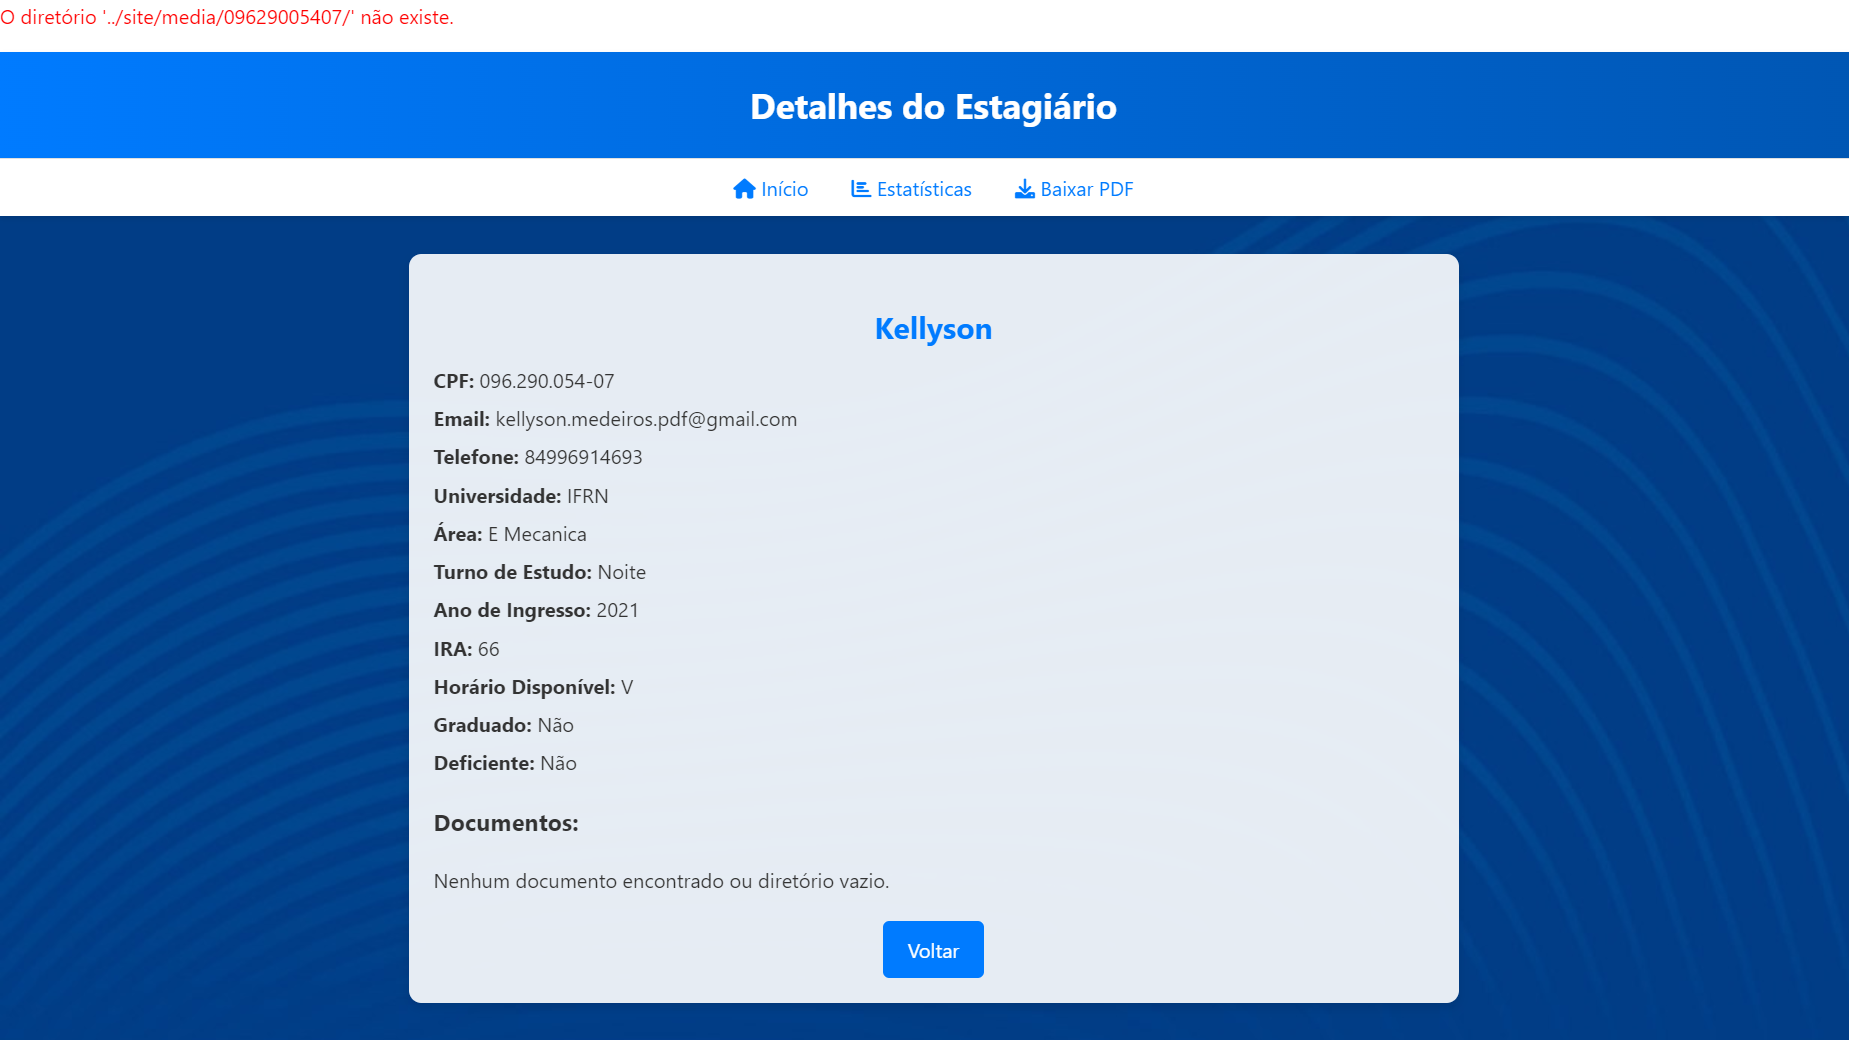 O diretório '../site/media/09629005407/' não existe.
Detalhes do Estagiário
Início Estatísticas Baixar PDF
Kellyson
CPF: 096.290.054-07
Email: kellyson.medeiros.pdf@gmail.com
Telefone: 84996914693
Universidade: IFRN
Área: E Mecanica
Turno de Estudo: Noite
Ano de Ingresso: 2021
IRA: 66
Horário Disponível: V
Graduado: Não
Deficiente: Não
Documentos:
Nenhum documento encontrado ou diretório vazio.
Voltar